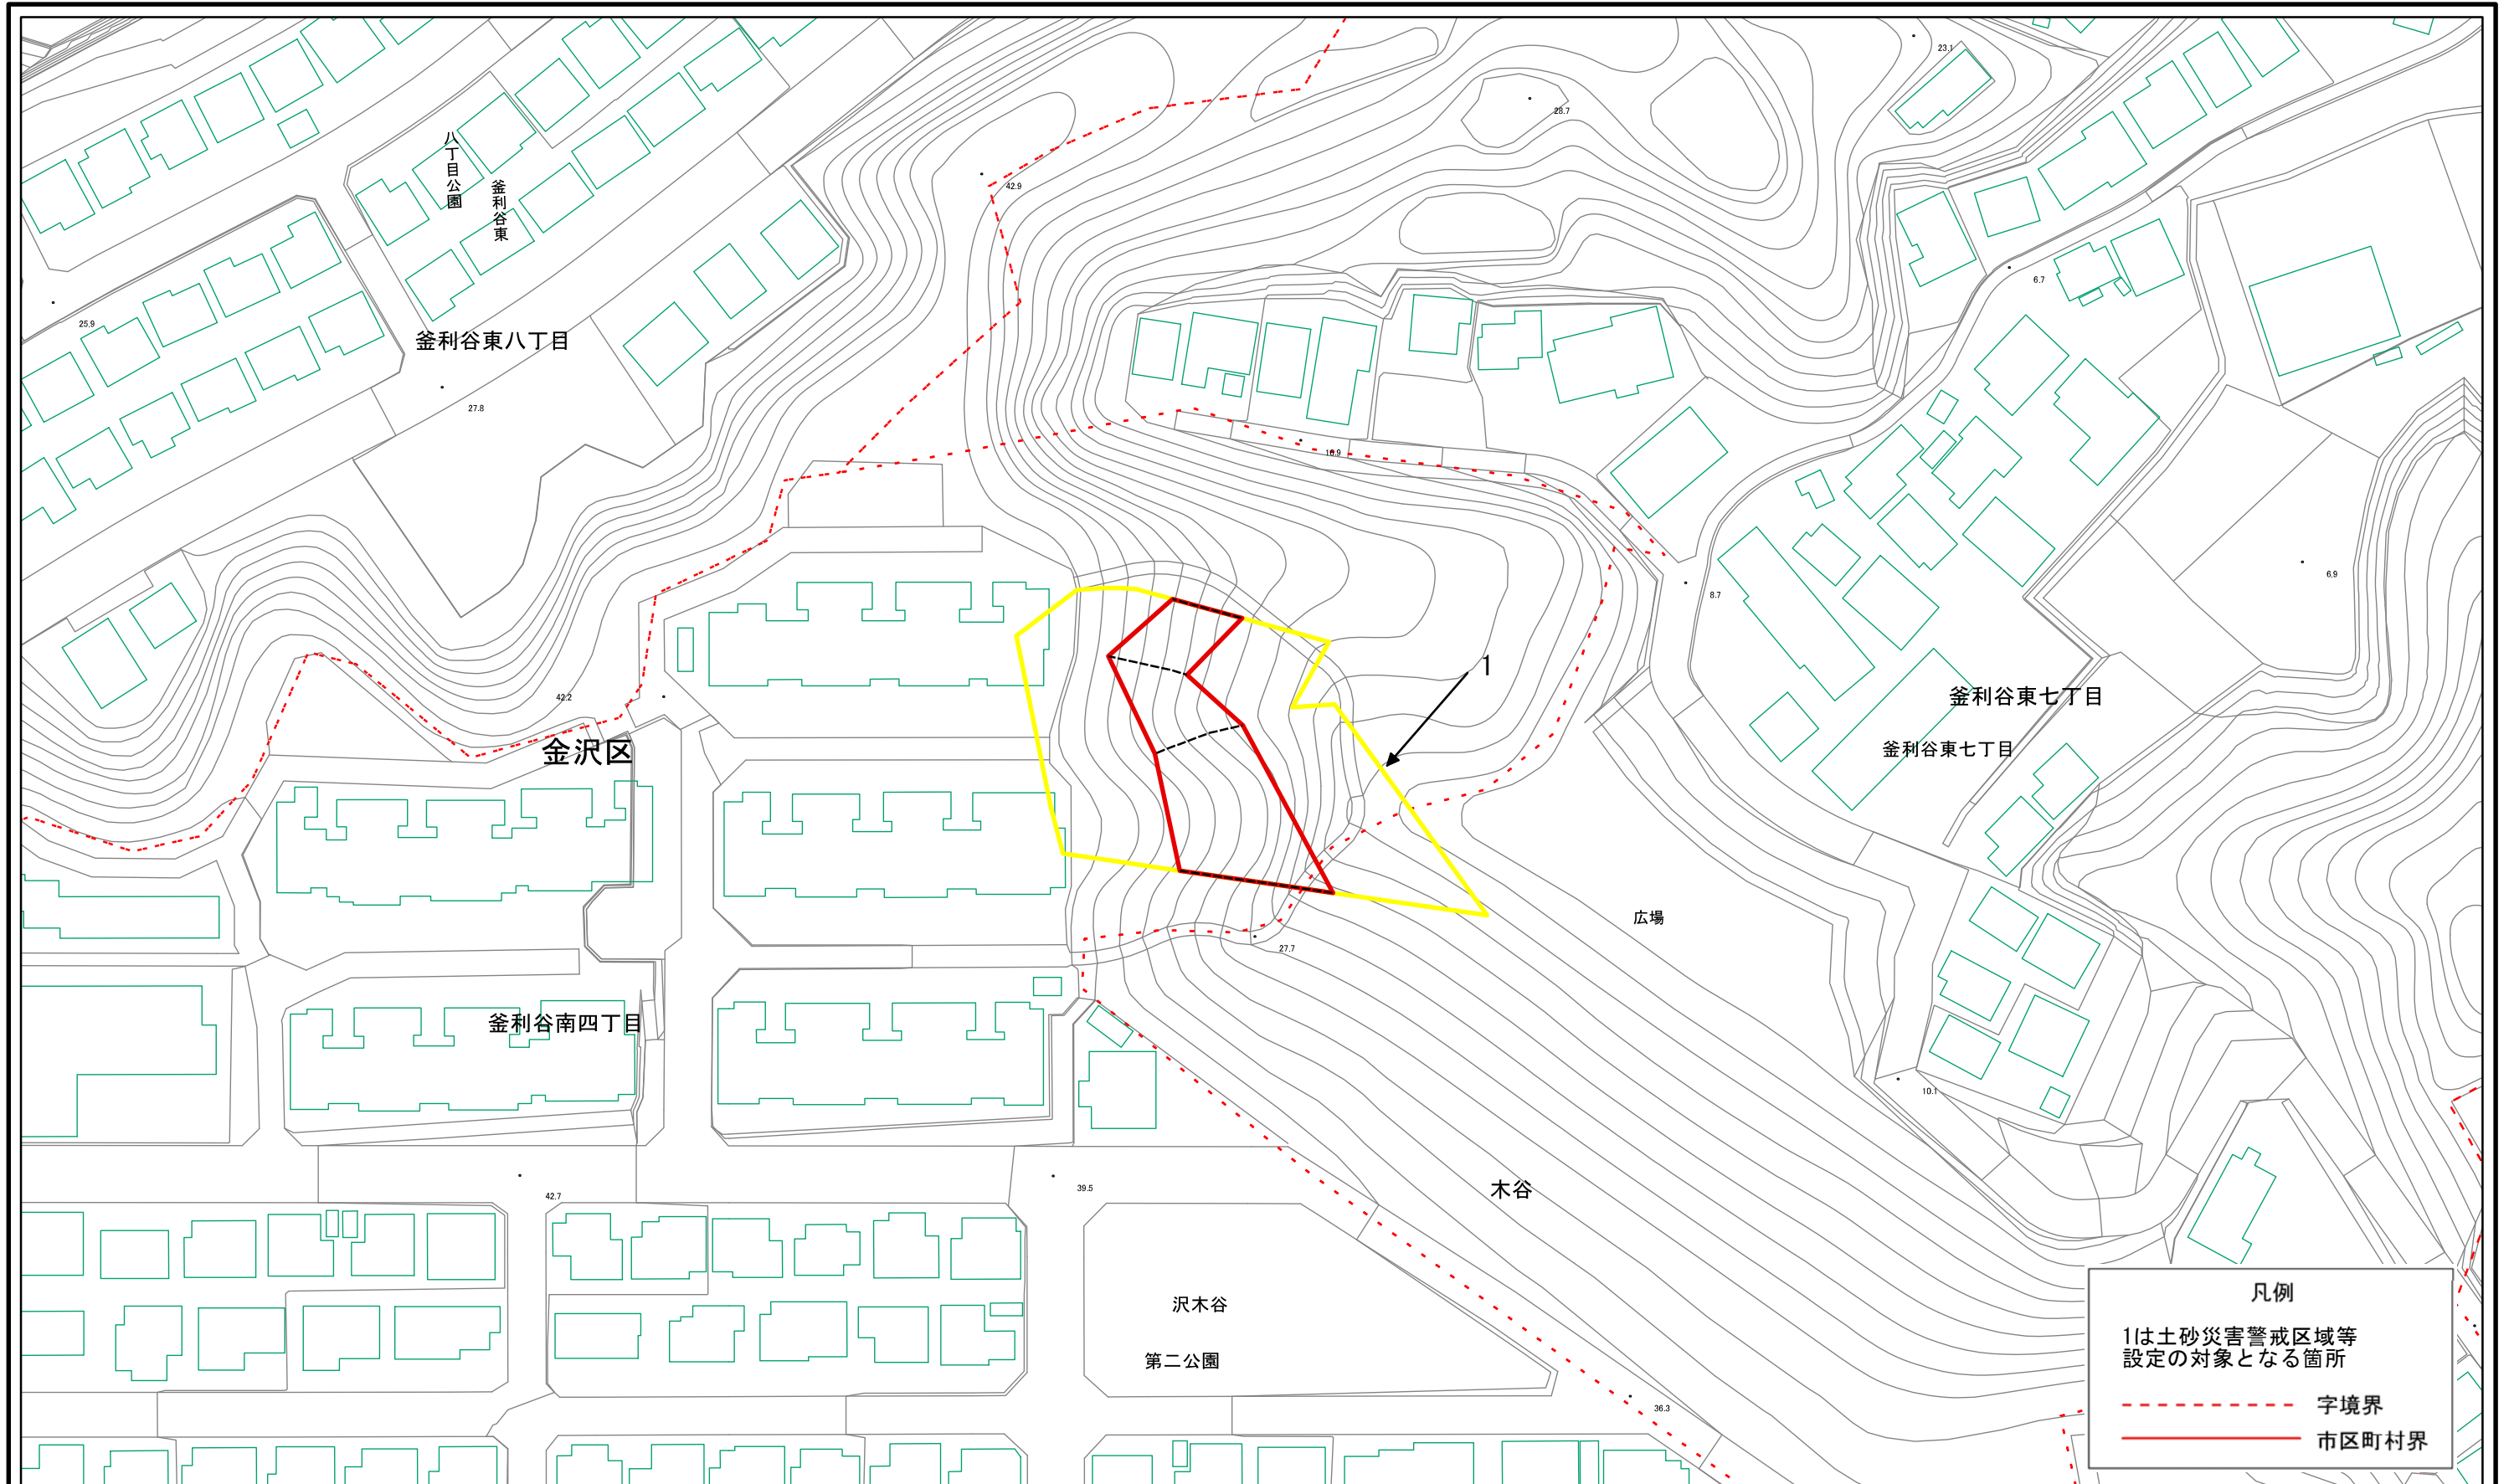 23.1
28.7
八丁目公園
釜利谷東
42.9
6.7
25.9
釜利谷東八丁目
27.8
10.9
6.9
8.7
1
42.2
釜利谷東七丁目
金沢区
釜利谷東七丁目
広場
27.7
釜利谷南四丁目
10.1
42.7
39.5
木谷
沢木谷
第二公園
36.3
凡例
1は土砂災害警戒区域等
設定の対象となる箇所
字境界
市区町村界